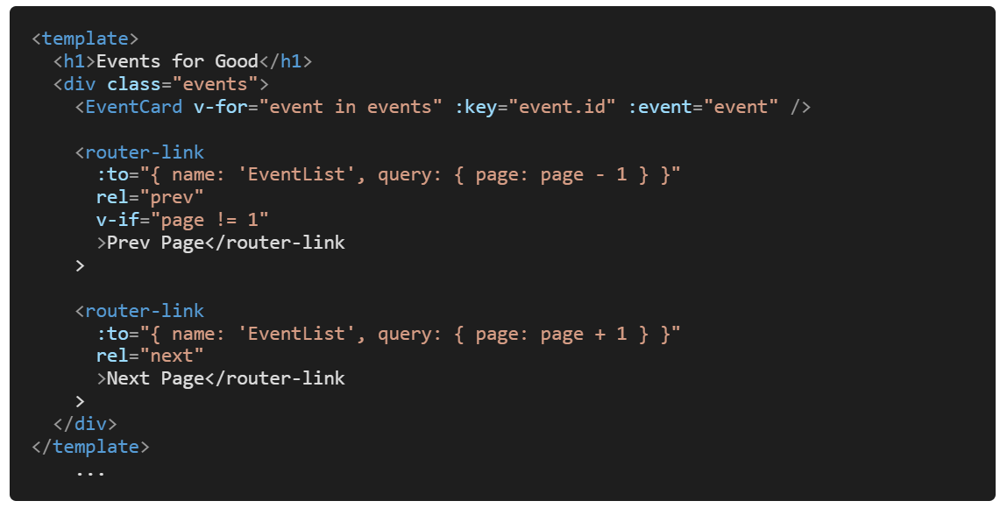 <template>
  <h1>Events for Good</h1>
  <div class="events">
    <EventCard v-for="event in events" :key="event.id" :event="event" />

    <router-link
      :to="{ name: 'EventList', query: { page: page - 1 } }"
      rel="prev"
      v-if="page != 1"
      >Prev Page</router-link
    >

    <router-link
      :to="{ name: 'EventList', query: { page: page + 1 } }"
      rel="next"
      >Next Page</router-link
    >
  </div>
</template>
    ...